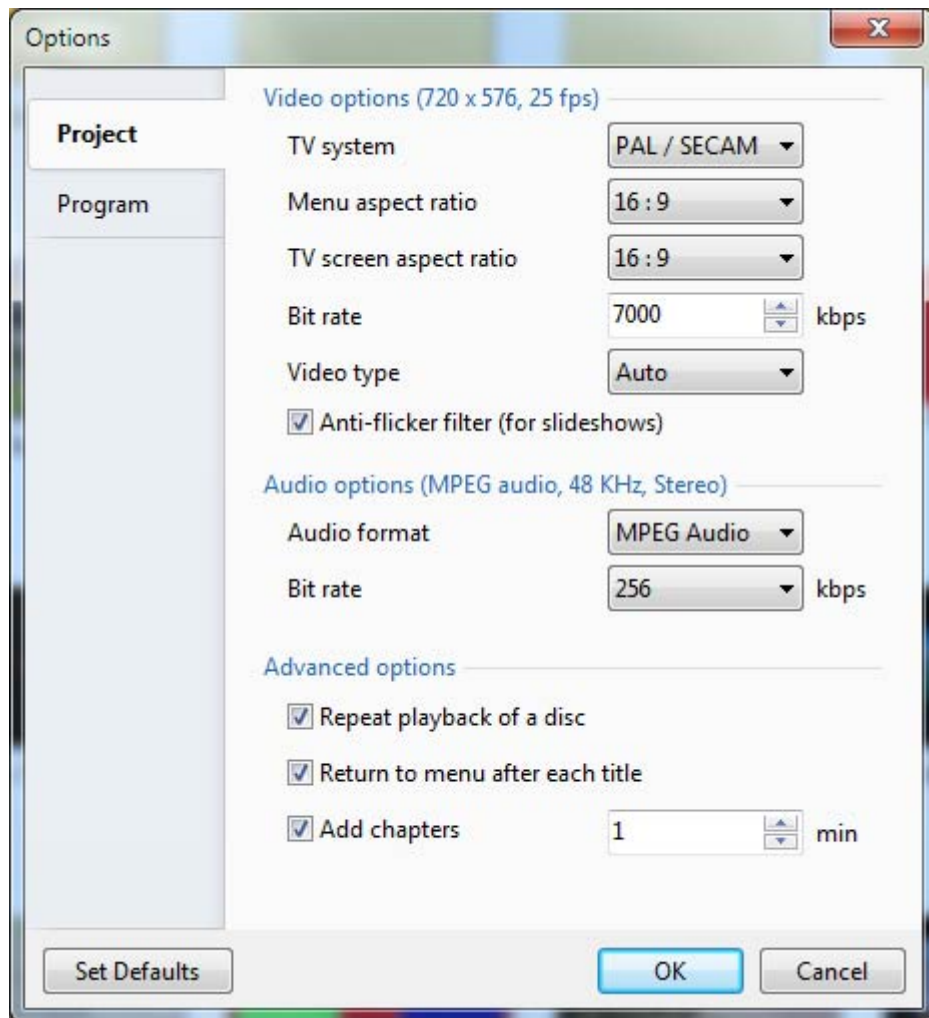 Options
Project
Program
Video options (720 x 576, 25 fps)
TV system PAL / SECAM
Menu aspect ratio 16 : 9
TV screen aspect ratio 16 : 9
Bit rate 7000 kbps
Video type Auto
Anti-flicker filter (for slideshows)
Audio options (MPEG audio, 48 KHz, Stereo)
Audio format MPEG Audio
Bit rate 256 kbps
Advanced options
Repeat playback of a disc
Return to menu after each title
Add chapters 1 min
Set Defaults OK Cancel